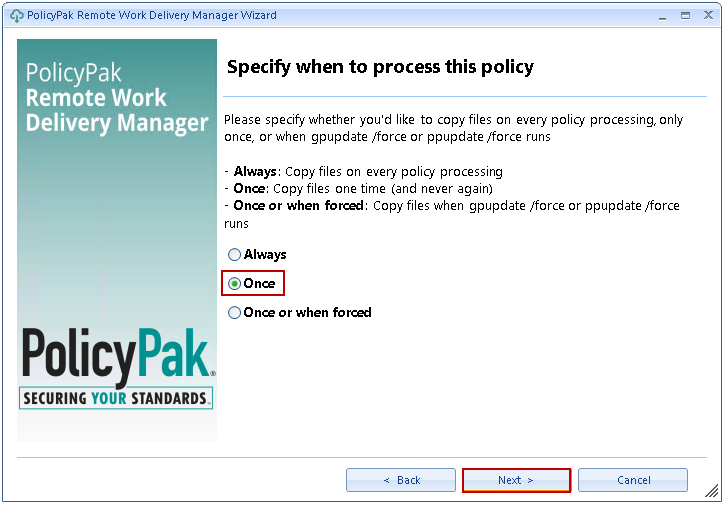 PolicyPak Remote Work Delivery Manager Wizard
PolicyPak
Remote Work
Delivery Manager
Specify when to process this policy
Please specify whether you'd like to copy files on every policy processing, only
once, or when gpupdate /force or ppupdate /force runs
- Always: Copy files on every policy processing
- Once: Copy files one time (and never again)
- Once or when forced: Copy files when gpupdate /force or ppupdate /force
runs
Always
Once
Once or when forced
PolicyPak®
SECURING YOUR STANDARDS.
< Back
Next >
Cancel